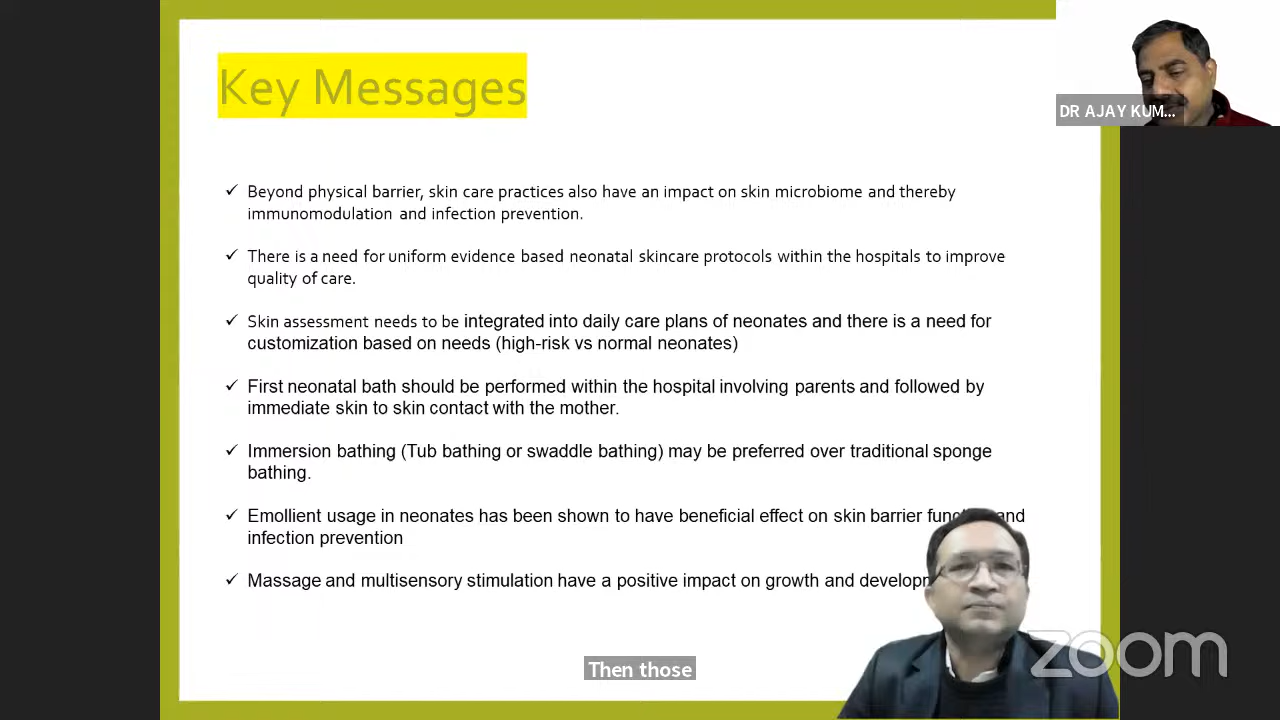 Key Messages
DR AJAY KUM...
✓ Beyond physical barrier, skin care practices also have an impact on skin microbiome and thereby
immunomodulation and infection prevention.
✓ There is a need for uniform evidence based neonatal skincare protocols within the hospitals to improve
quality of care.
✓ Skin assessment needs to be integrated into daily care plans of neonates and there is a need for
customization based on needs (high-risk vs normal neonates)
✓ First neonatal bath should be performed within the hospital involving parents and followed by
immediate skin to skin contact with the mother.
✓ Immersion bathing (Tub bathing or swaddle bathing) may be preferred over traditional sponge
bathing.
✓ Emollient usage in neonates has been shown to have beneficial effect on skin barrier function and
infection prevention
✓ Massage and multisensory stimulation have a positive impact on growth and developm
zoom
Then those